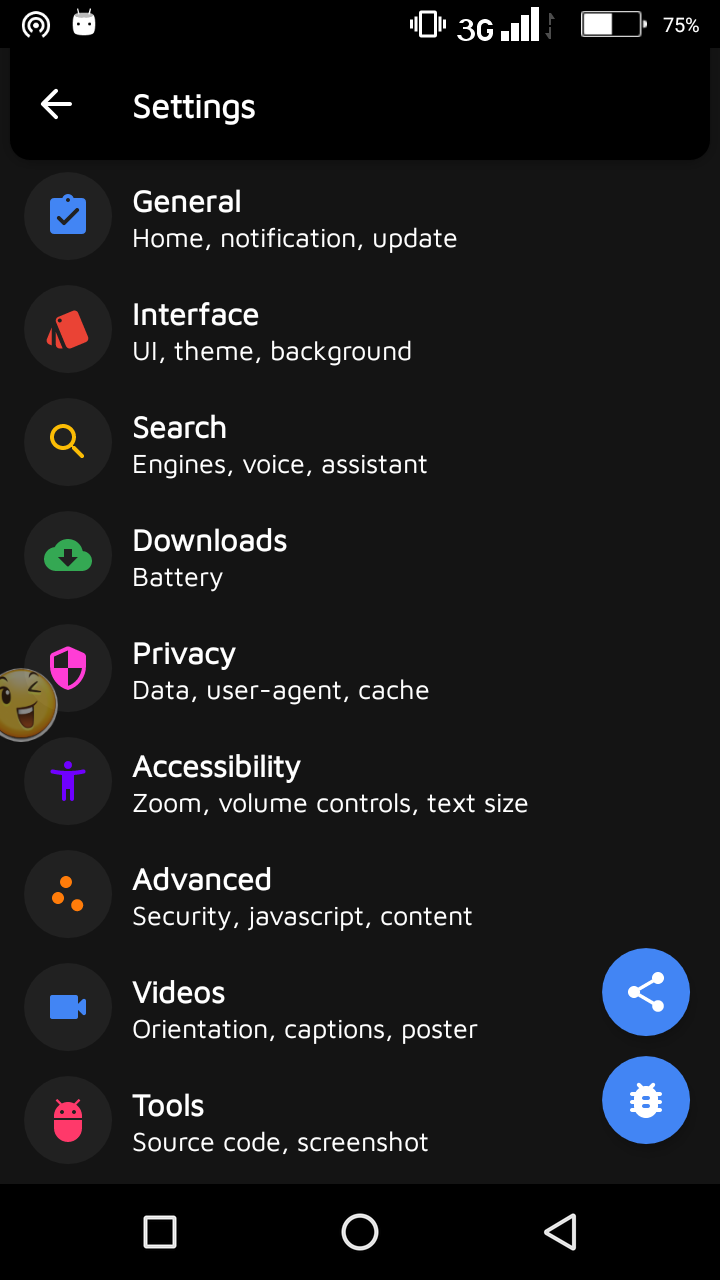 3G 75%
Settings
General
Home, notification, update
Interface
UI, theme, background
Search
Engines, voice, assistant
Downloads
Battery
Privacy
Data, user-agent, cache
Accessibility
Zoom, volume controls, text size
Advanced
Security, javascript, content
Videos
Orientation, captions, poster
Tools
Source code, screenshot